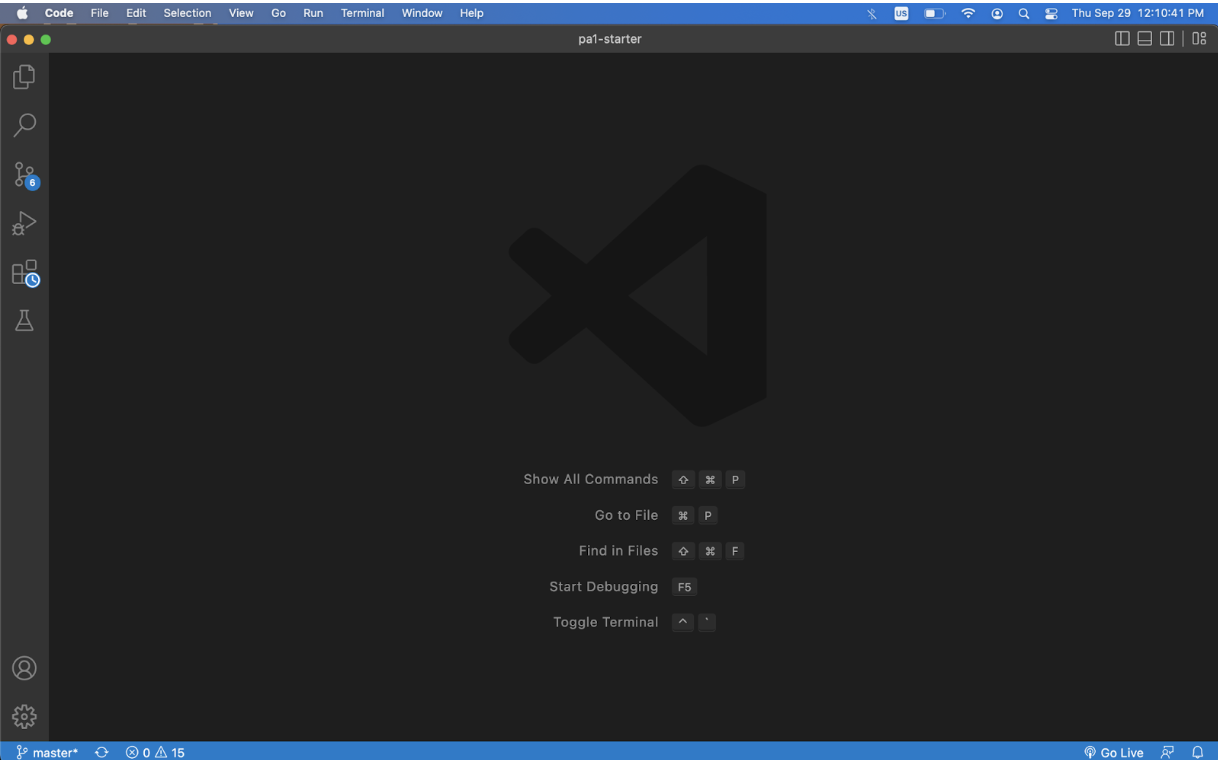 Code File Edit Selection View Go Run Terminal Window Help US Thu Sep 29 12:10:41 PM
pa1-starter
6
Show All Commands ⇧ ⌘ P
Go to File ⌘ P
Find in Files ⇧ ⌘ F
Start Debugging F5
Toggle Terminal ^ `
master* 0 15 Go Live